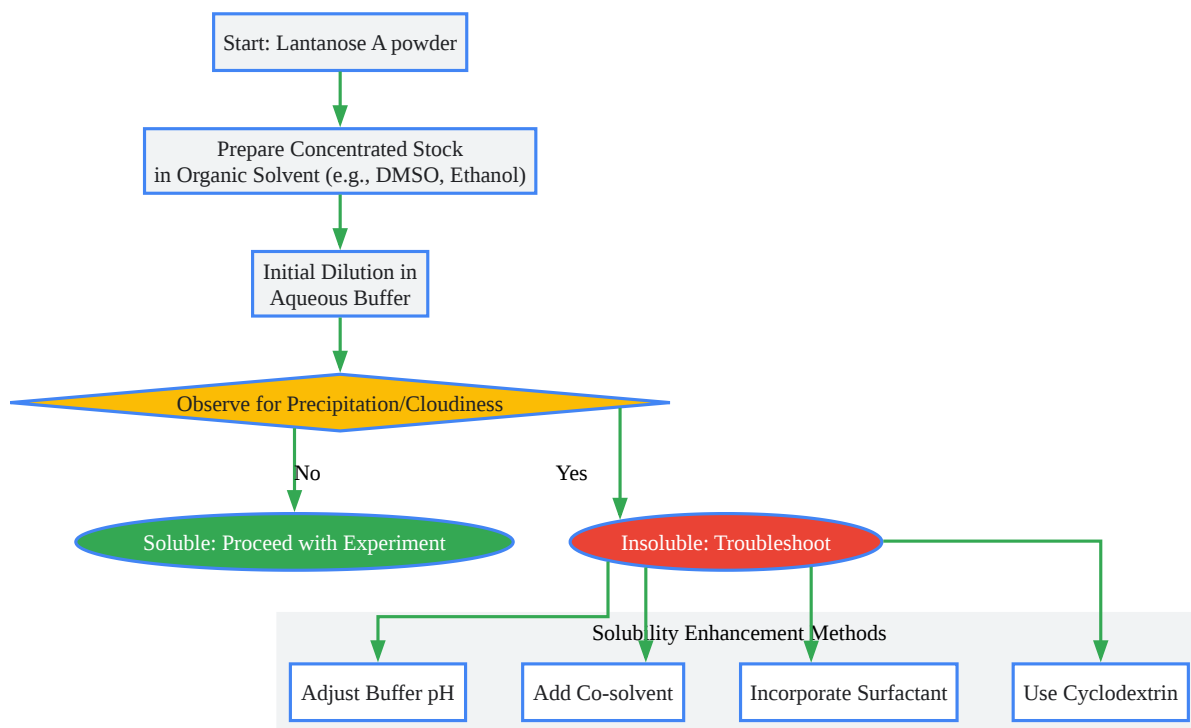 Start: Lantanose A powder
Prepare Concentrated Stock
in Organic Solvent (e.g., DMSO, Ethanol)
Initial Dilution in
Aqueous Buffer
Observe for Precipitation/Cloudiness
No
Yes
Soluble: Proceed with Experiment
Insoluble: Troubleshoot
Solubility Enhancement Methods
Adjust Buffer pH
Add Co-solvent
Incorporate Surfactant
Use Cyclodextrin